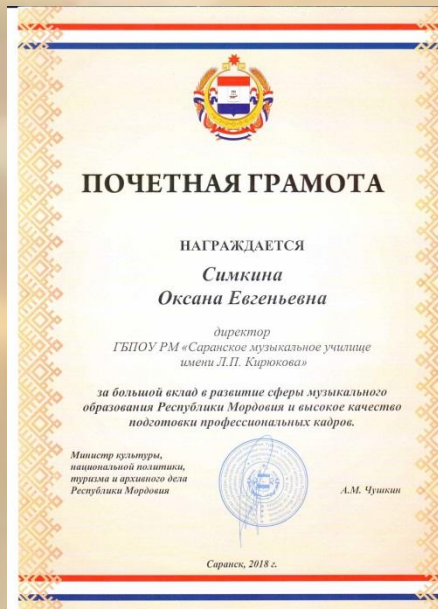 ПОЧЕТНАЯ ГРАМОТА
НАГРАЖДАЕТСЯ
Симкина
Оксана Евгеньевна
директор
ГБПОУ РМ «Саранское музыкальное училище
имени Л.П. Кирюкова»
за большой вклад в развитие сферы музыкального
образования Республики Мордовия и высокое качество
подготовки профессиональных кадров.
Министр культуры,
национальной политики,
туризма и архивного дела
Республики Мордовия
А.М. Чушкин
Саранск, 2018 г.